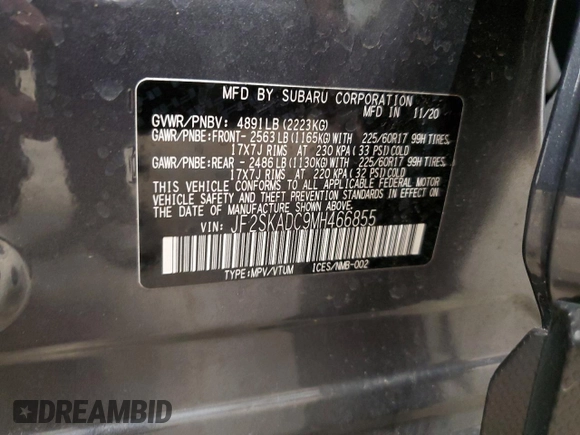 MFD BY SUBARU CORPORATION
MFD IN 11/20
GVWR/PNBV: 4891LB (2223KG)
GAWR/PNBE:FRONT- 2563LB (1165KG) WITH 225/60R17 99H TIRES,
17X7J RIMS AT 230 KPA (33 PSI) COLD
GAWR/PNBE:REAR - 2486LB (1130KG) WITH 225/60R17 99H TIRES,
17X7J RIMS AT 220 KPA (32 PSI) COLD
THIS VEHICLE CONFORMS TO ALL APPLICABLE FEDERAL MOTOR
VEHICLE SAFETY AND THEFT PREVENTION STANDARDS IN EFFECT ON
THE DATE OF MANUFACTURE SHOWN ABOVE.
VIN: JF2SKADC9MH466855
TYPE:MPV/VTUM ICES/NMB-002
DREAMBID